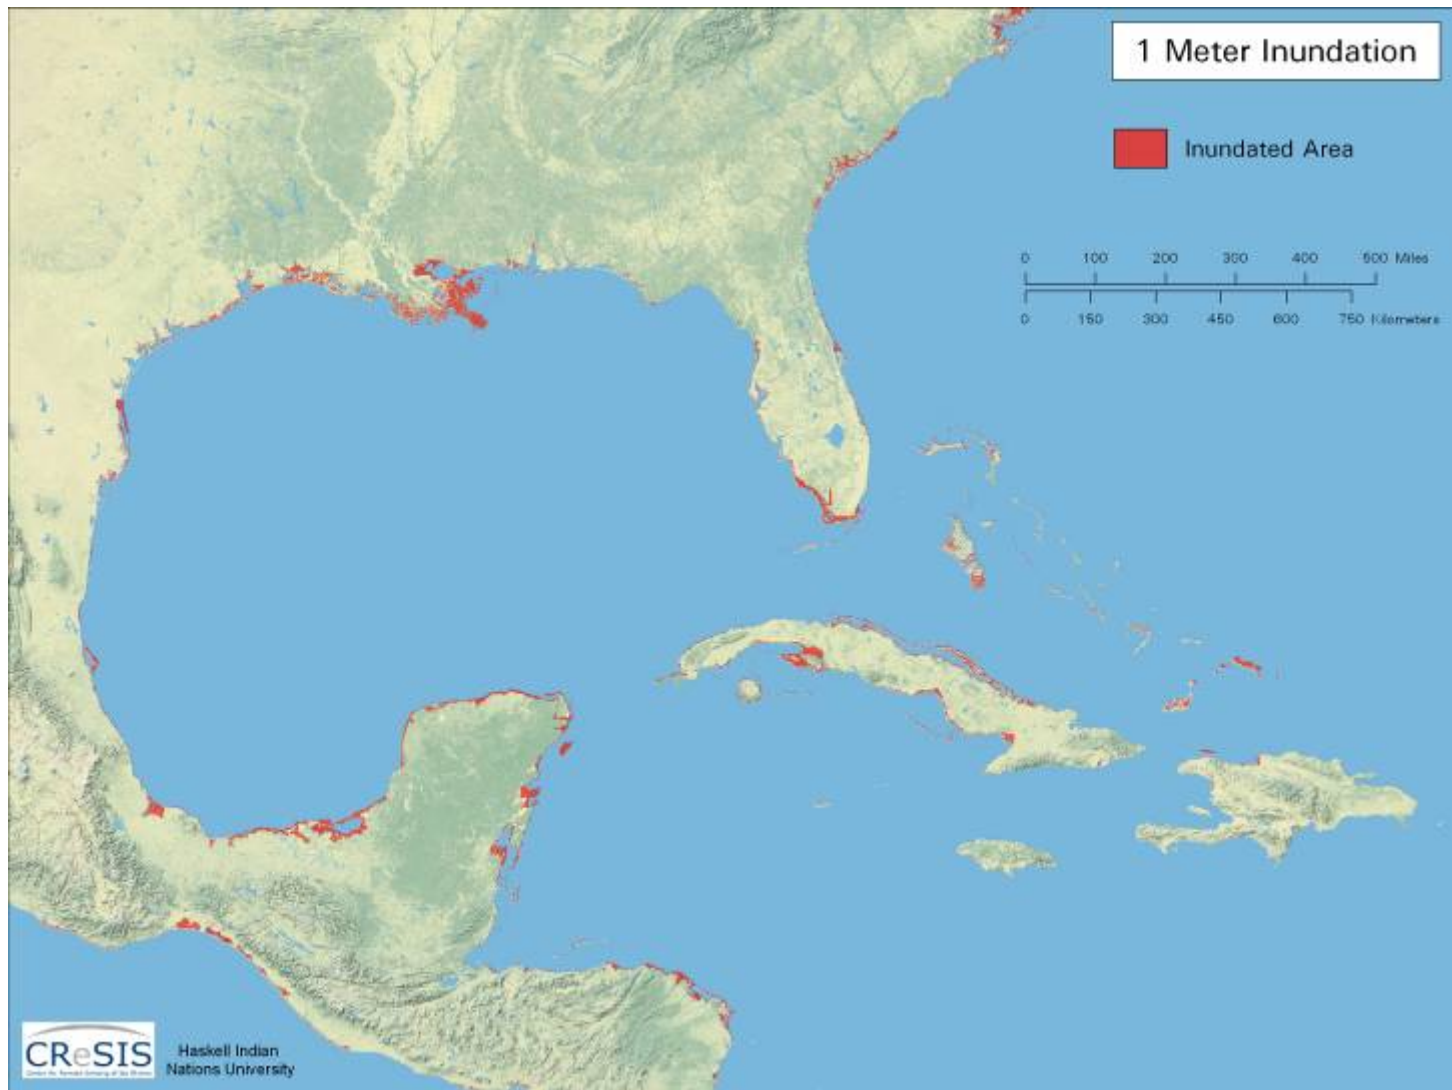 1 Meter Inundation
Inundated Area
0 100 200 300 400 500 Miles
0 150 300 450 600 750 Kilometers
CReSIS
Haskell Indian
Nations University